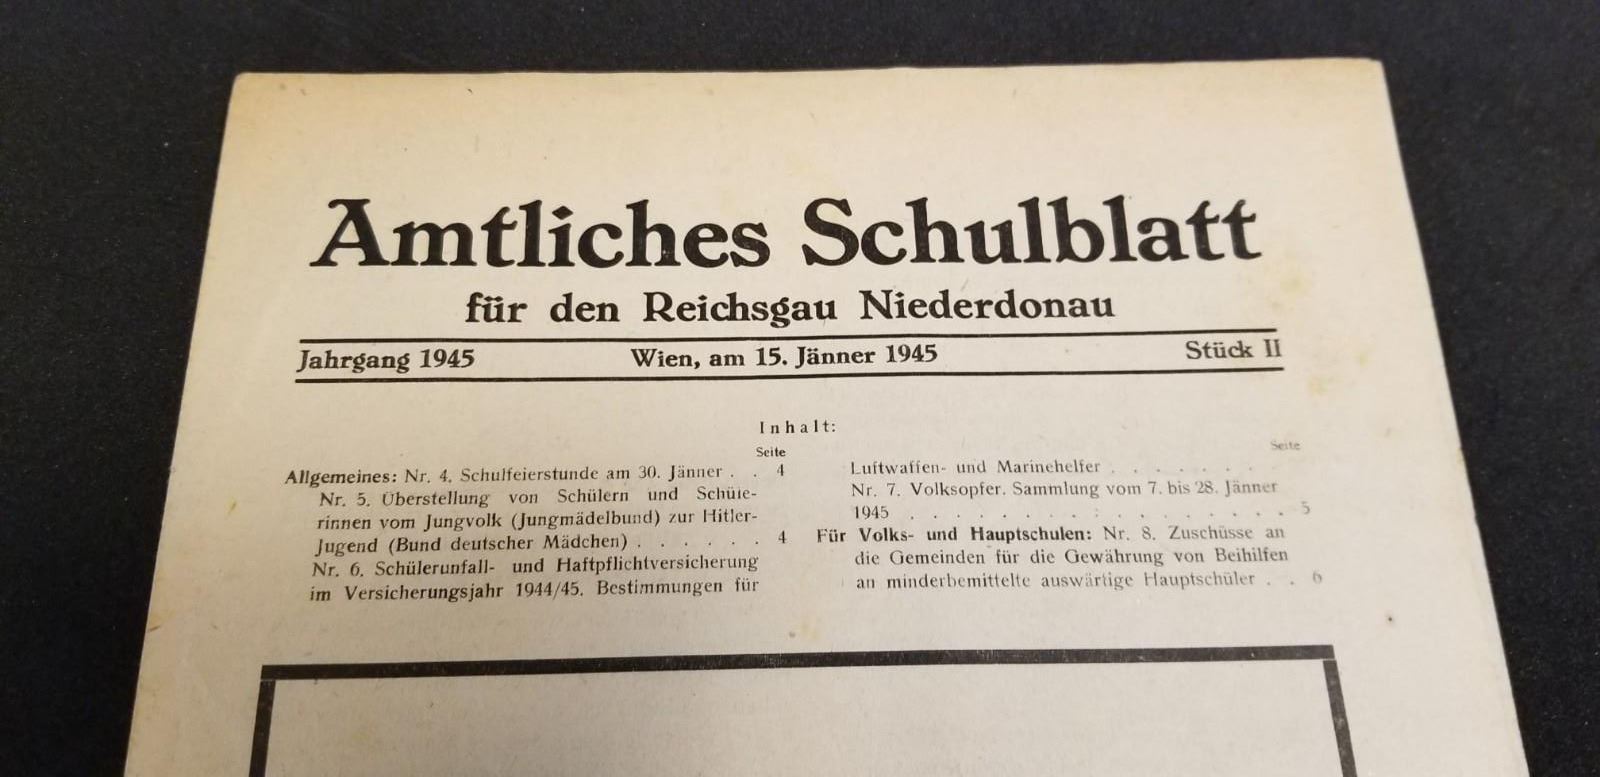 Amtliches Schulblatt
für den Reichsgau Niederdonau
Jahrgang 1945 Wien, am 15. Jänner 1945 Stück II
Inhalt:
Seite
Allgemeines: Nr. 4. Schulfeierstunde am 30. Jänner . . 4
Nr. 5. Überstellung von Schülern und Schüle-
rinnen vom Jungvolk (Jungmädelbund) zur Hitler-
Jugend (Bund deutscher Mädchen) . . . . . . 4
Nr. 6. Schülerunfall- und Haftpflichtversicherung
im Versicherungsjahr 1944/45. Bestimmungen für
Seite
Luftwaffen- und Marinehelfer . . . . . . .
Nr. 7. Volksopfer. Sammlung vom 7. bis 28. Jänner
1945 . . . . . . . . . . . . . . . 5
Für Volks- und Hauptschulen: Nr. 8. Zuschüsse an
die Gemeinden für die Gewährung von Beihilfen
an minderbemittelte auswärtige Hauptschüler . . 6